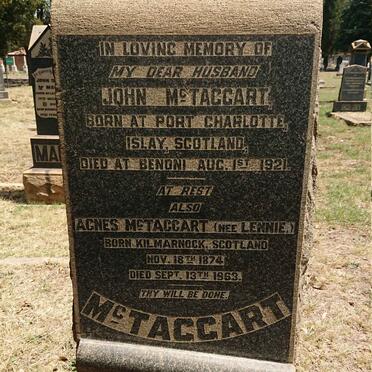 IN LOVING MEMORY OF
MY DEAR HUSBAND
JOHN McTAGGART,
BORN AT PORT CHARLOTTE,
ISLAY, SCOTLAND,
DIED AT BENONI AUG. 1ST 1921.
AT REST
ALSO
AGNES McTAGGART (NEE LENNIE,)
BORN KILMARNOCK, SCOTLAND
NOV. 18TH 1874
DIED SEPT. 13TH 1963.
THY WILL BE DONE.
McTAGGART
MA